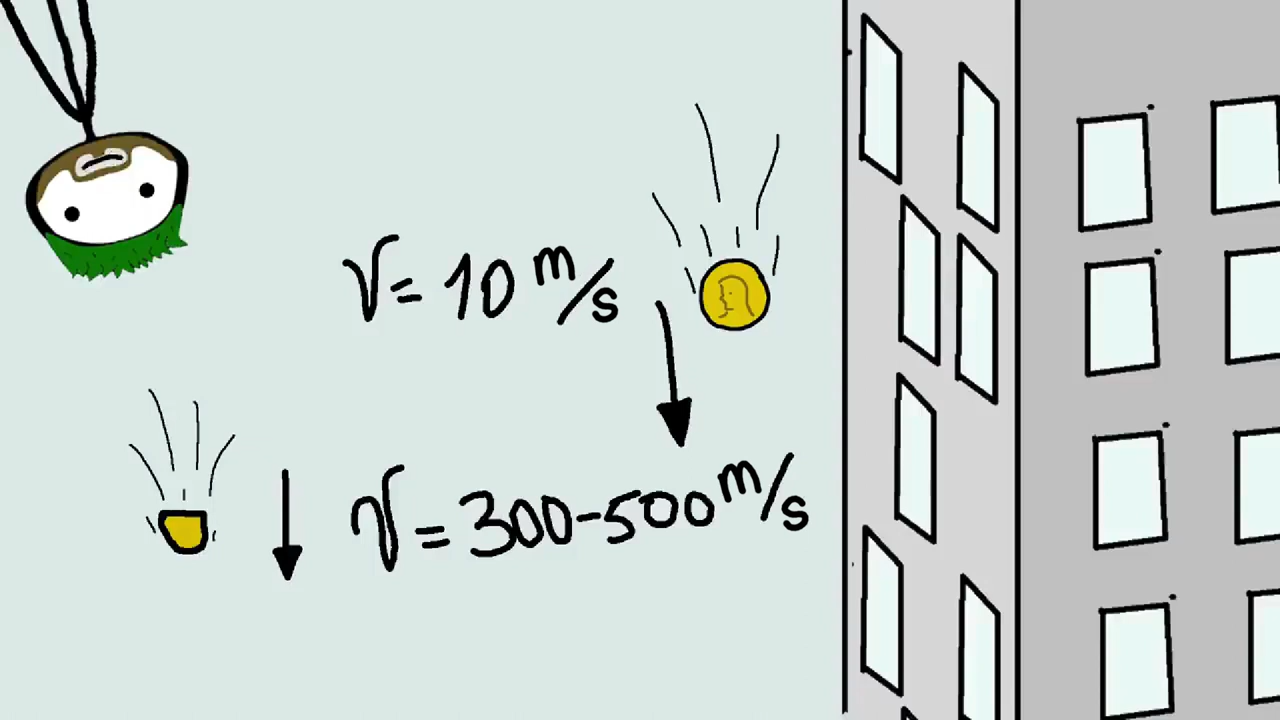 v = 10 m/s
v = 300-500 m/s